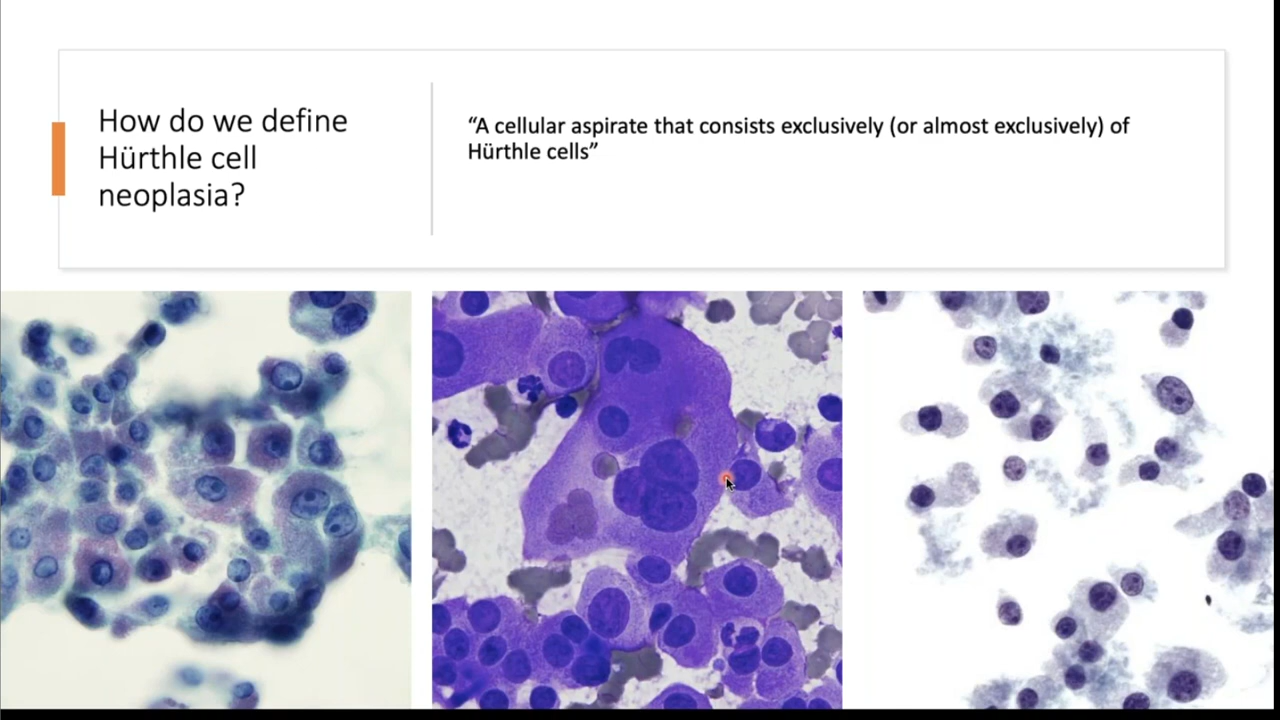 How do we define
Hürthle cell
neoplasia?
“A cellular aspirate that consists exclusively (or almost exclusively) of
Hürthle cells”